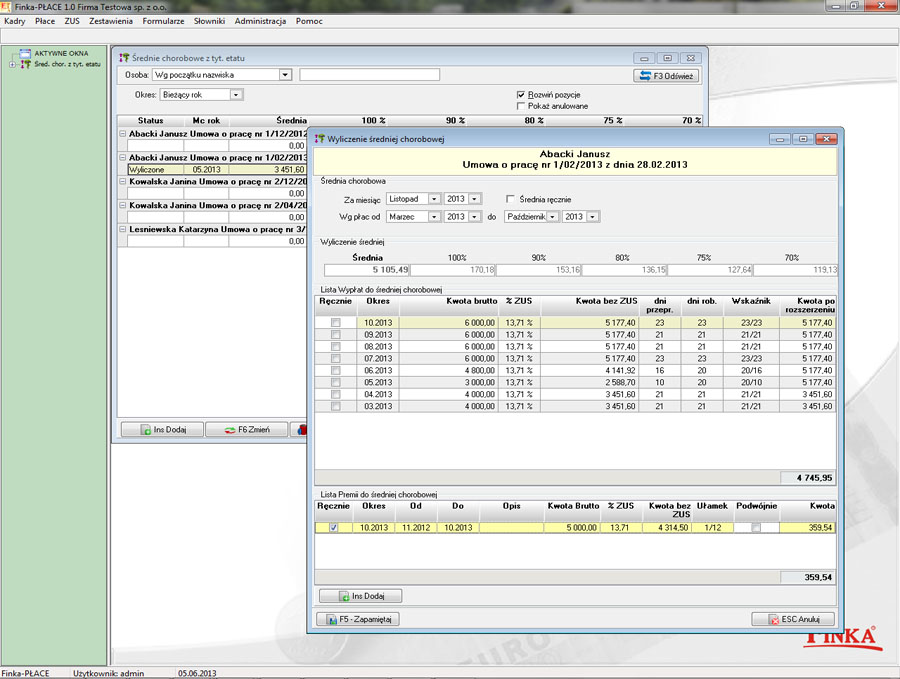 Finka-PŁACE 1.0 Firma Testowa sp. z o.o.
Kadry Płace ZUS Zestawienia Formularze Słowniki Administracja Pomoc
AKTYWNE OKNA
Śred. chor. z tyt. etatu
Średnie chorobowe z tyt. etatu
Osoba: Wg początku nazwiska F3 Odśwież
Okres: Bieżący rok Rozwiń pozycje
Pokaż anulowane
Status Mc rok Średnia 100 % 90 % 80 % 75 % 70 %
Abacki Janusz Umowa o pracę nr 1/12/2012
0,00
Abacki Janusz Umowa o pracę nr 1/02/2013
Wyliczone 05.2013 3 451,60
Kowalska Janina Umowa o pracę nr 2/12/20
0,00
Kowalska Janina Umowa o pracę nr 2/04/20
0,00
Lesniewska Katarzyna Umowa o pracę nr 3/
0,00
Ins Dodaj F6 Zmień
Wyliczenie średniej chorobowej
Abacki Janusz
Umowa o pracę nr 1/02/2013 z dnia 28.02.2013
Średnia chorobowa
Za miesiąc Listopad 2013 Średnia ręcznie
Wg płac od Marzec 2013 do Październik 2013
Wyliczenie średniej
Średnia 100% 90% 80% 75% 70%
5 105,49 170,18 153,16 136,15 127,64 119,13
Lista Wypłat do średniej chorobowej
Ręcznie Okres Kwota brutto % ZUS Kwota bez ZUS dni przepr. dni rob. Wskaźnik Kwota po rozszerzeniu
10.2013 6 000,00 13,71 % 5 177,40 23 23 23/23 5 177,40
09.2013 6 000,00 13,71 % 5 177,40 21 21 21/21 5 177,40
08.2013 6 000,00 13,71 % 5 177,40 21 21 21/21 5 177,40
07.2013 6 000,00 13,71 % 5 177,40 23 23 23/23 5 177,40
06.2013 4 800,00 13,71 % 4 141,92 16 20 20/16 5 177,40
05.2013 3 000,00 13,71 % 2 588,70 10 20 20/10 5 177,40
04.2013 4 000,00 13,71 % 3 451,60 21 21 21/21 3 451,60
03.2013 4 000,00 13,71 % 3 451,60 21 21 21/21 3 451,60
4 745,95
Lista Premii do średniej chorobowej
Ręcznie Okres Od Do Opis Kwota Brutto % ZUS Kwota bez ZUS Ułamek Podwójnie Kwota
10.2013 11.2012 10.2013 5 000,00 13,71 4 314,50 1/12 359,54
359,54
Ins Dodaj
F5 - Zapamiętaj ESC Anuluj
FINKA
Finka-PŁACE Użytkownik: admin 05.06.2013